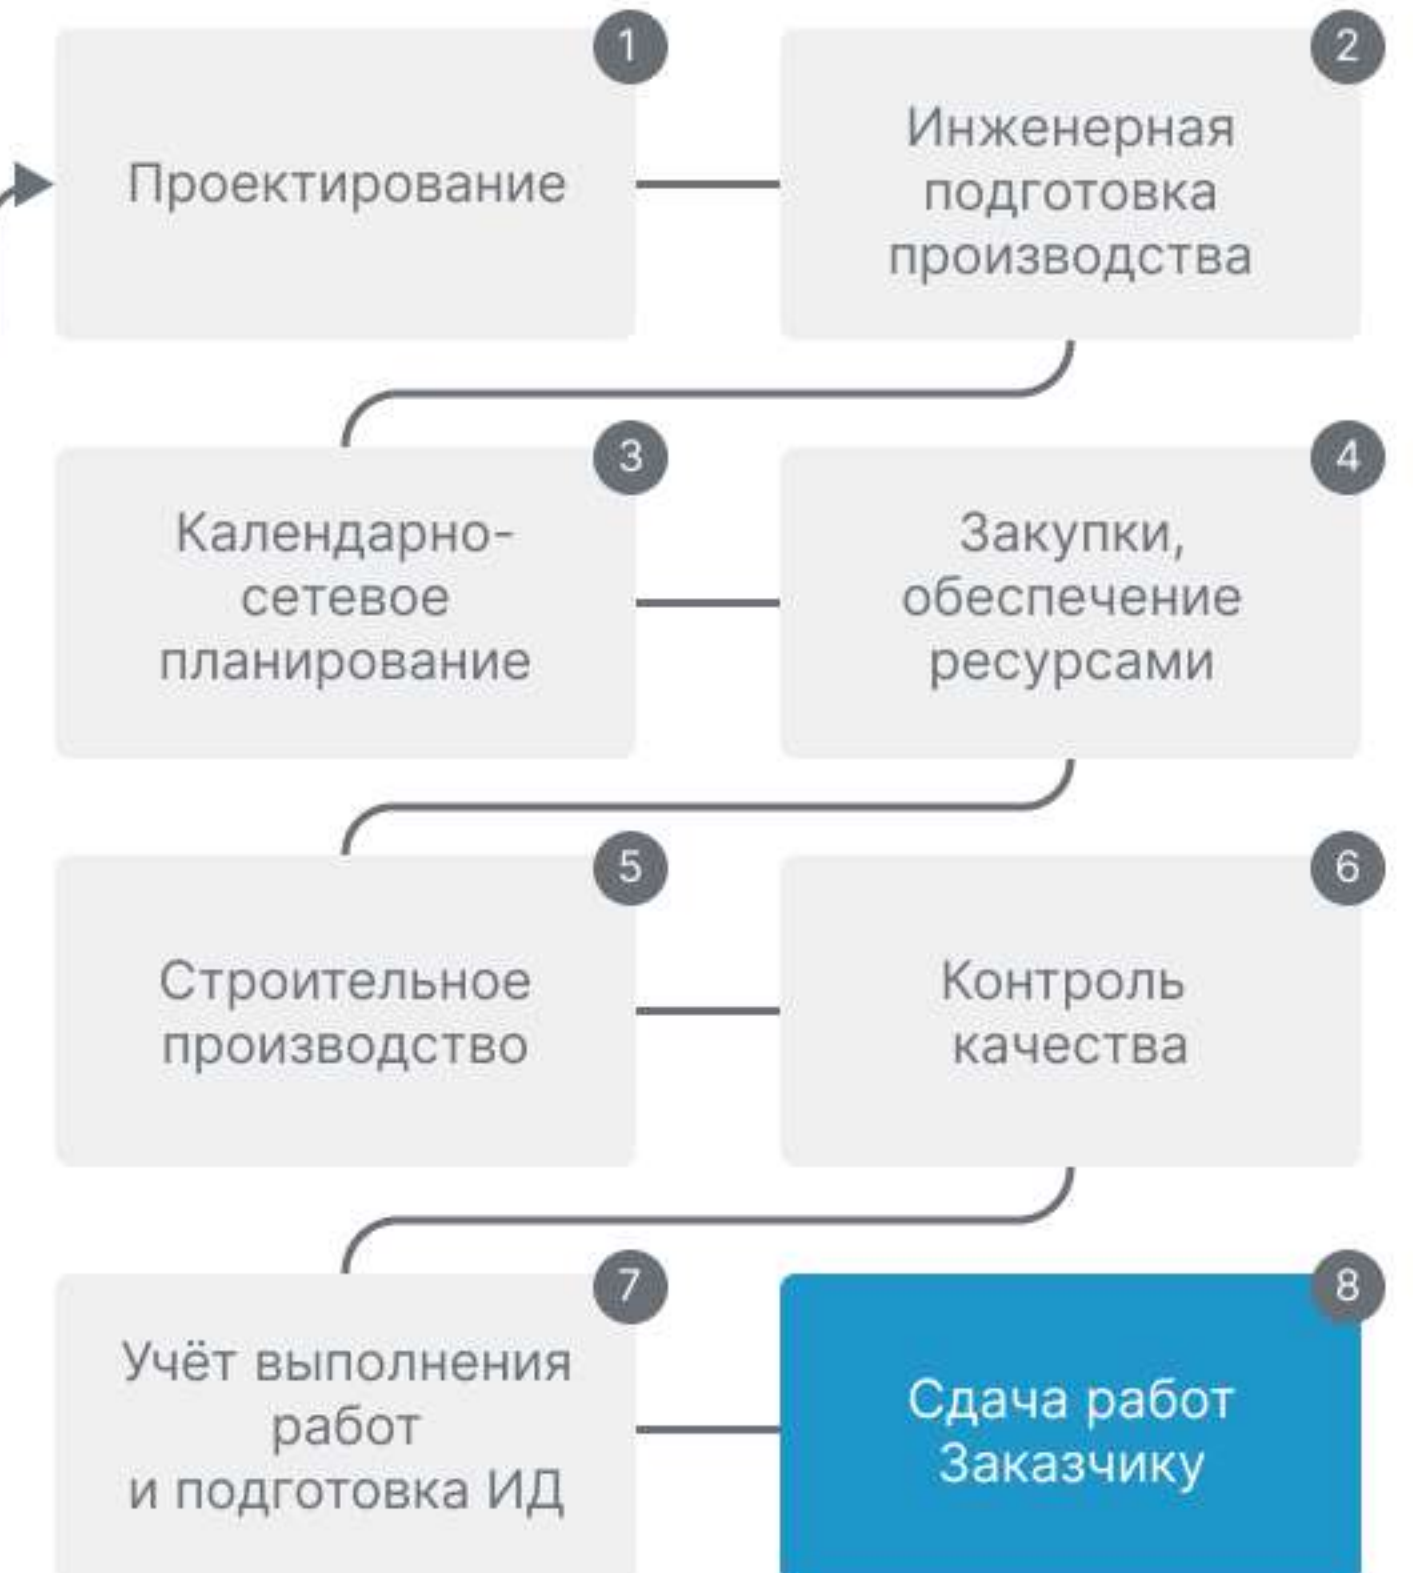 1
Проектирование
2
Инженерная
подготовка
производства
3
Календарно-
сетевое
планирование
4
Закупки,
обеспечение
ресурсами
5
Строительное
производство
6
Контроль
качества
7
Учёт выполнения
работ
и подготовка ИД
8
Сдача работ
Заказчику